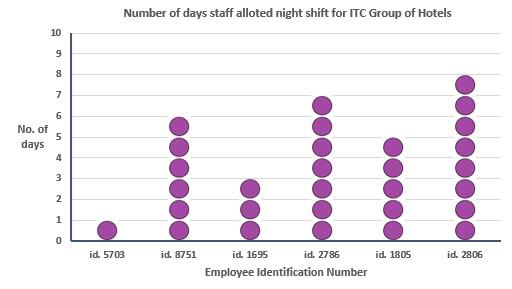 Number of days staff alloted night shift for ITC Group of Hotels
10
9
8
7
6
5
4
3
2
1
0
No. of
days
id. 5703 id. 8751 id. 1695 id. 2786 id. 1805 id. 2806
Employee Identification Number